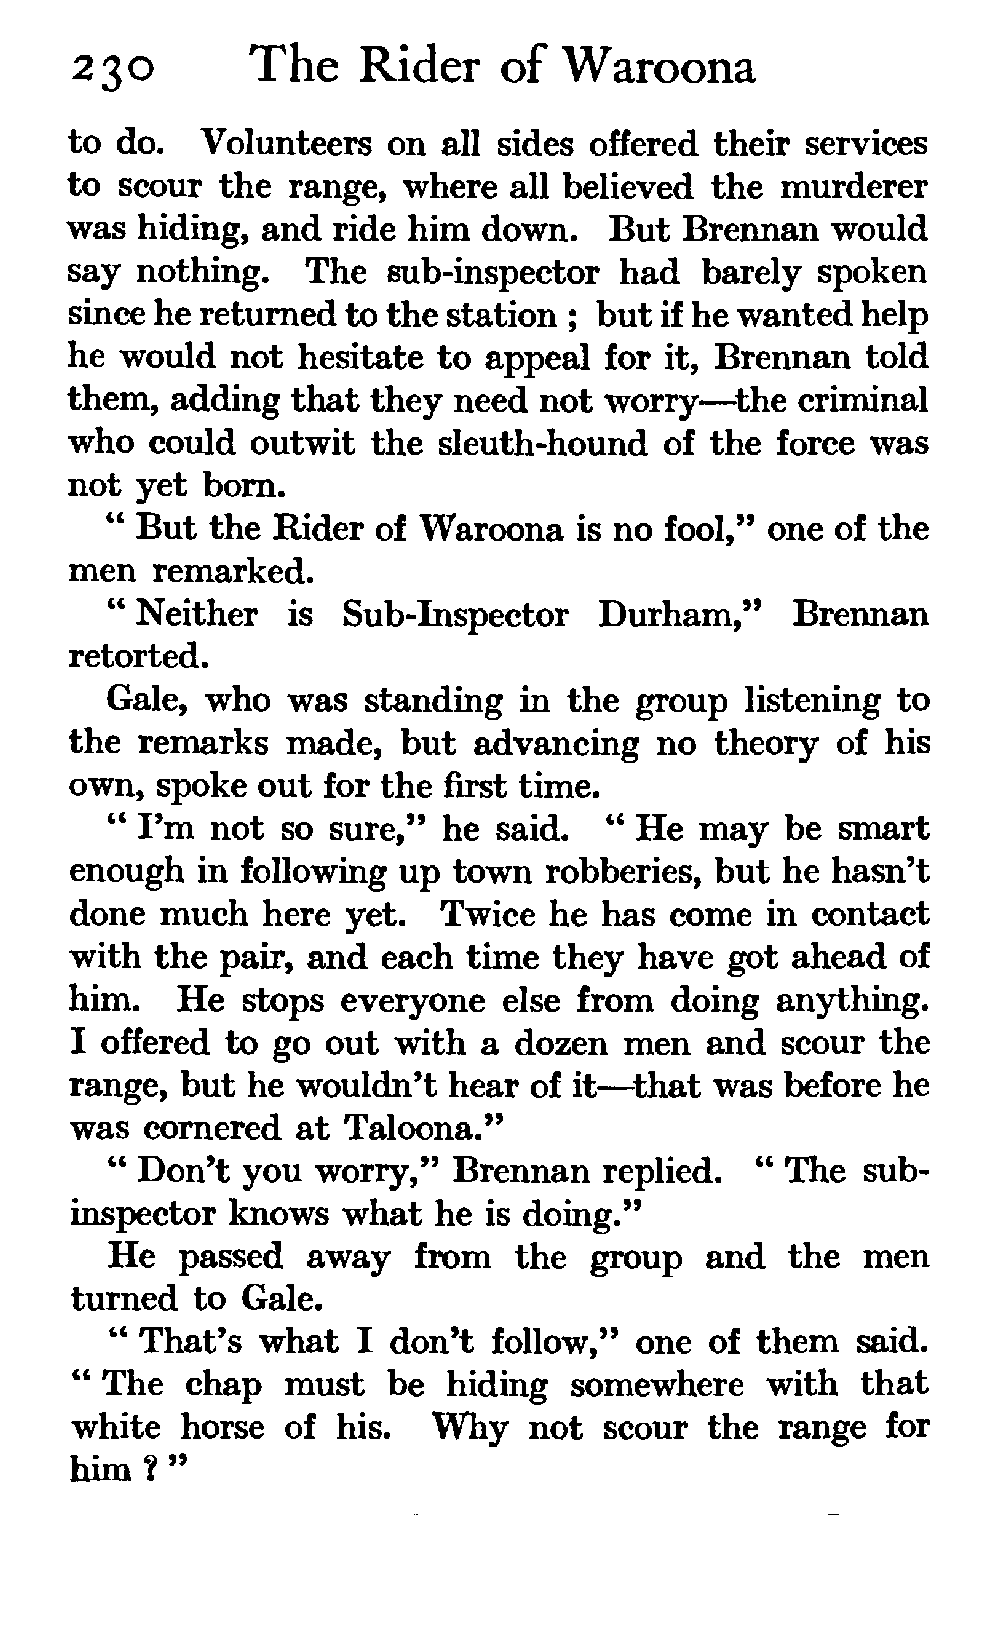 230 The Rider of Waroona
to do. Volunteers on all sides offered their services
to scour the range, where all believed the murderer
was hiding, and ride him down. But Brennan would
say nothing. The sub-inspector had barely spoken
since he returned to the station ; but if he wanted help
he would not hesitate to appeal for it, Brennan told
them, adding that they need not worry—the criminal
who could outwit the sleuth-hound of the force was
not yet born.
“ But the Rider of Waroona is no fool,” one of the
men remarked.
“ Neither is Sub-Inspector Durham,” Brennan
retorted.
Gale, who was standing in the group listening to
the remarks made, but advancing no theory of his
own, spoke out for the first time.
“ I’m not so sure,” he said. “ He may be smart
enough in following up town robberies, but he hasn’t
done much here yet. Twice he has come in contact
with the pair, and each time they have got ahead of
him. He stops everyone else from doing anything.
I offered to go out with a dozen men and scour the
range, but he wouldn’t hear of it—that was before he
was cornered at Taloona.”
“ Don’t you worry,” Brennan replied. “ The sub-
inspector knows what he is doing.”
He passed away from the group and the men
turned to Gale.
“ That’s what I don’t follow,” one of them said.
“ The chap must be hiding somewhere with that
white horse of his. Why not scour the range for
him ? ”